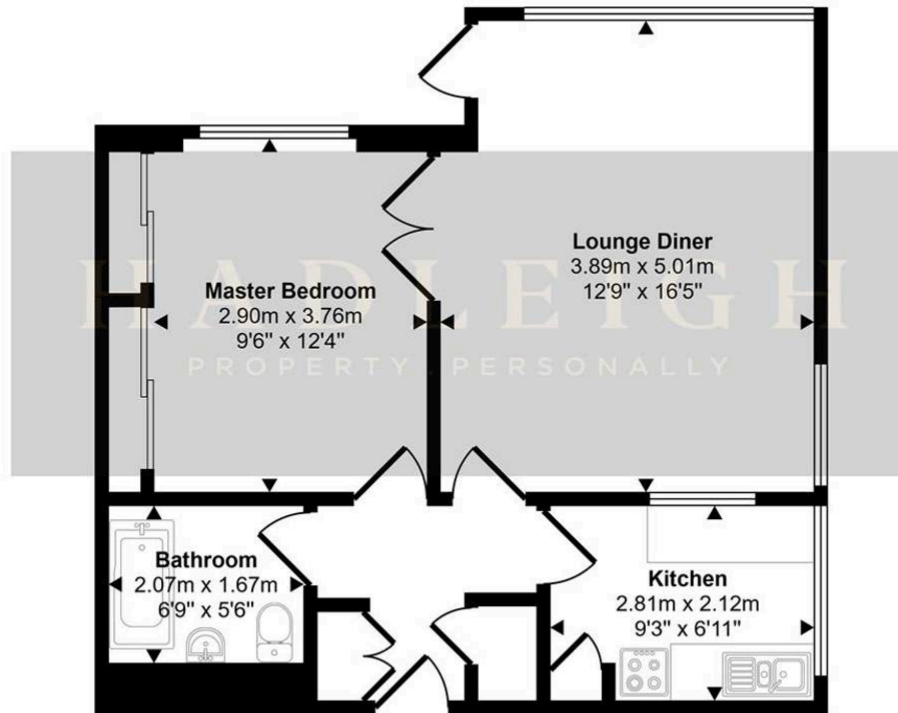 Lounge Diner
3.89m x 5.01m
12'9" x 16'5"
HADLEIGH
Master Bedroom
2.90m x 3.76m
9'6" x 12'4"
PROPERTY. PERSONALLY
Bathroom
2.07m x 1.67m
6'9" x 5'6"
Kitchen
2.81m x 2.12m
9'3" x 6'11"